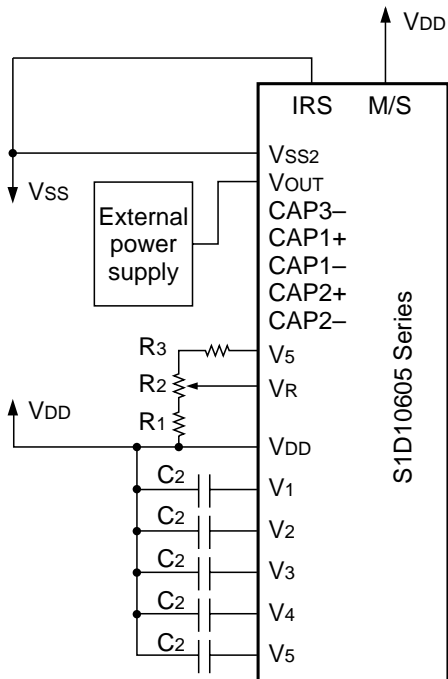 VDD
IRS M/S
VSS2
VSS
VOUT
External
power
supply
CAP3–
CAP1+
CAP1–
CAP2+
CAP2–
R3
V5
R2
VR
R1
VDD
VDD
C2
V1
C2
V2
C2
V3
C2
V4
C2
V5
S1D10605 Series